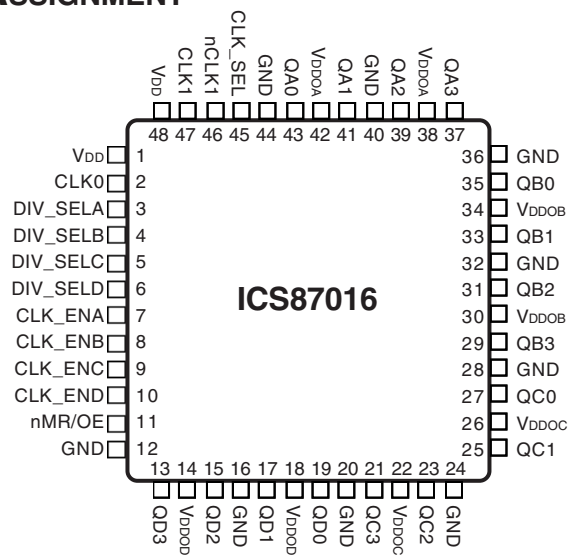 ASSIGNMENT
VDD CLK1 nCLK1 CLK_SEL GND QA0 VDDOA QA1 GND QA2 VDDOA QA3
48 47 46 45 44 43 42 41 40 39 38 37
VDD 1
CLK0 2
DIV_SELA 3
DIV_SELB 4
DIV_SELC 5
DIV_SELD 6
CLK_ENA 7
CLK_ENB 8
CLK_ENC 9
CLK_END 10
nMR/OE 11
GND 12
ICS87016
36 GND
35 QB0
34 VDDOB
33 QB1
32 GND
31 QB2
30 VDDOB
29 QB3
28 GND
27 QC0
26 VDDOC
25 QC1
13 14 15 16 17 18 19 20 21 22 23 24
QD3 VDDOD QD2 GND QD1 VDDOD QD0 GND QC3 VDDOC QC2 GND